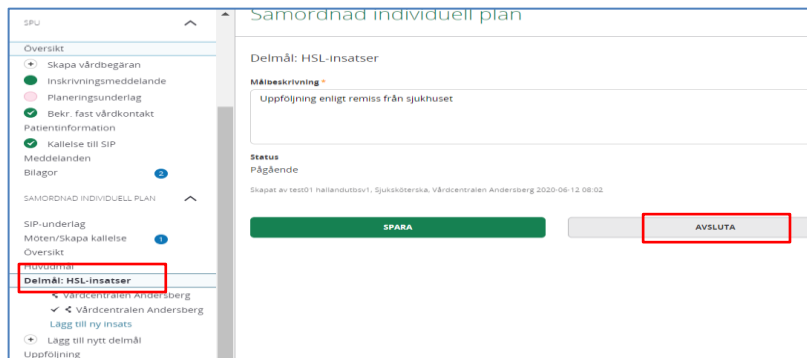 SPU
Översikt
Skapa vårdbegäran
Inskrivningsmeddelande
Planeringsunderlag
Bekr. fast vårdkontakt
Patientinformation
Kallelse till SIP
Meddelanden
Bilagor 2
SAMORDNAD INDIVIDUELL PLAN
SIP-underlag
Möten/Skapa kallelse 1
Översikt
Huvudmål
Delmål: HSL-insatser
Vårdcentralen Andersberg
Vårdcentralen Andersberg
Lägg till ny insats
Lägg till nytt delmål
Uppföljning
Samordnad individuell plan
Delmål: HSL-insatser
Målbeskrivning *
Uppföljning enligt remiss från sjukhuset
Status
Pågående
Skapat av test01 hallandutbsv1, Sjuksköterska, Vårdcentralen Andersberg 2020-06-12 08:02
SPARA
AVSLUTA